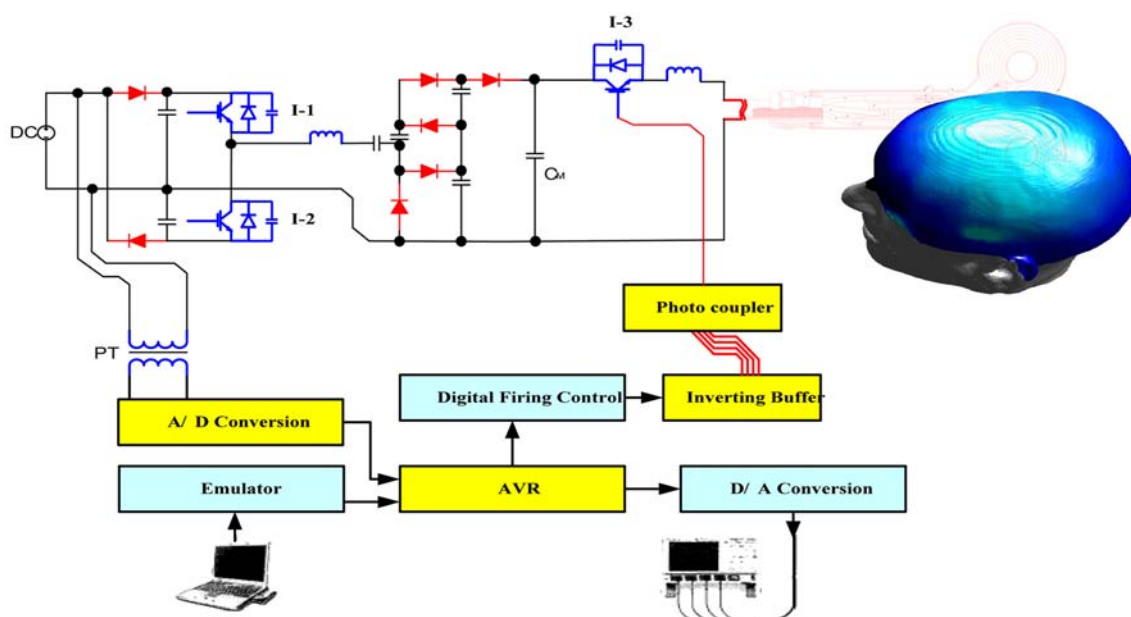 I-3
DC
I-1
CM
I-2
Photo coupler
PT
Digital Firing Control
Inverting Buffer
A/ D Conversion
Emulator
AVR
D/ A Conversion